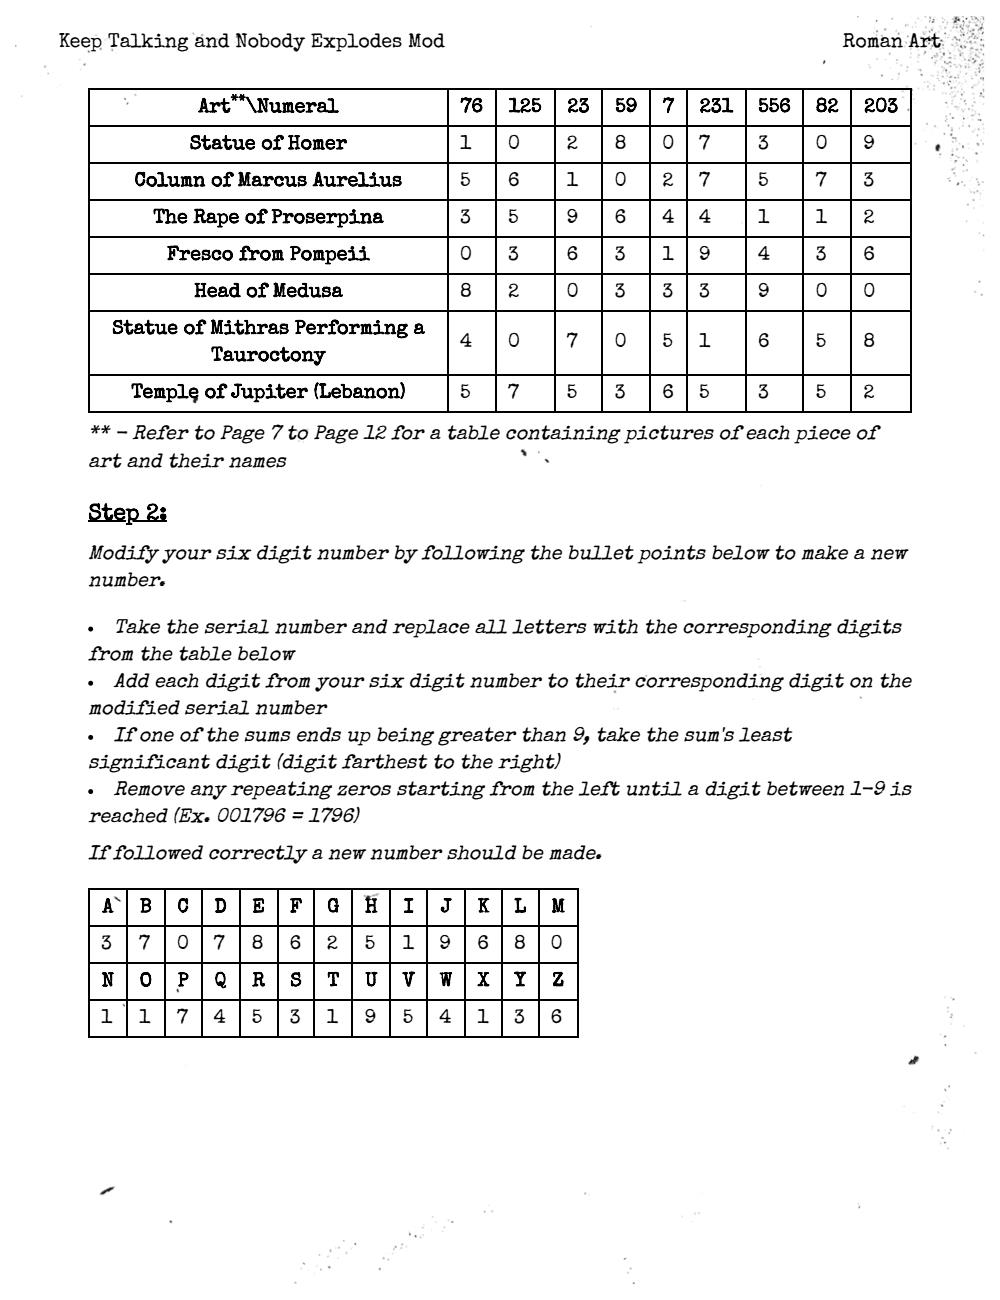 Keep Talking and Nobody Explodes Mod Roman Art
Art**\Numeral 76 125 23 59 7 231 556 82 203
Statue of Homer 1 0 2 8 0 7 3 0 9
Column of Marcus Aurelius 5 6 1 0 2 7 5 7 3
The Rape of Proserpina 3 5 9 6 4 4 1 1 2
Fresco from Pompeii 0 3 6 3 1 9 4 3 6
Head of Medusa 8 2 0 3 3 3 9 0 0
Statue of Mithras Performing a
Tauroctony 4 0 7 0 5 1 6 5 8
Temple of Jupiter (Lebanon) 5 7 5 3 6 5 3 5 2
** – Refer to Page 7 to Page 12 for a table containing pictures of each piece of
art and their names
Step 2:
Modify your six digit number by following the bullet points below to make a new
number.
• Take the serial number and replace all letters with the corresponding digits
from the table below
• Add each digit from your six digit number to their corresponding digit on the
modified serial number
• If one of the sums ends up being greater than 9, take the sum's least
significant digit (digit farthest to the right)
• Remove any repeating zeros starting from the left until a digit between 1-9 is
reached (Ex. 001796 = 1796)
If followed correctly a new number should be made.
A B C D E F G H I J K L M
3 7 0 7 8 6 2 5 1 9 6 8 0
N O P Q R S T U V W X Y Z
1 1 7 4 5 3 1 9 5 4 1 3 6